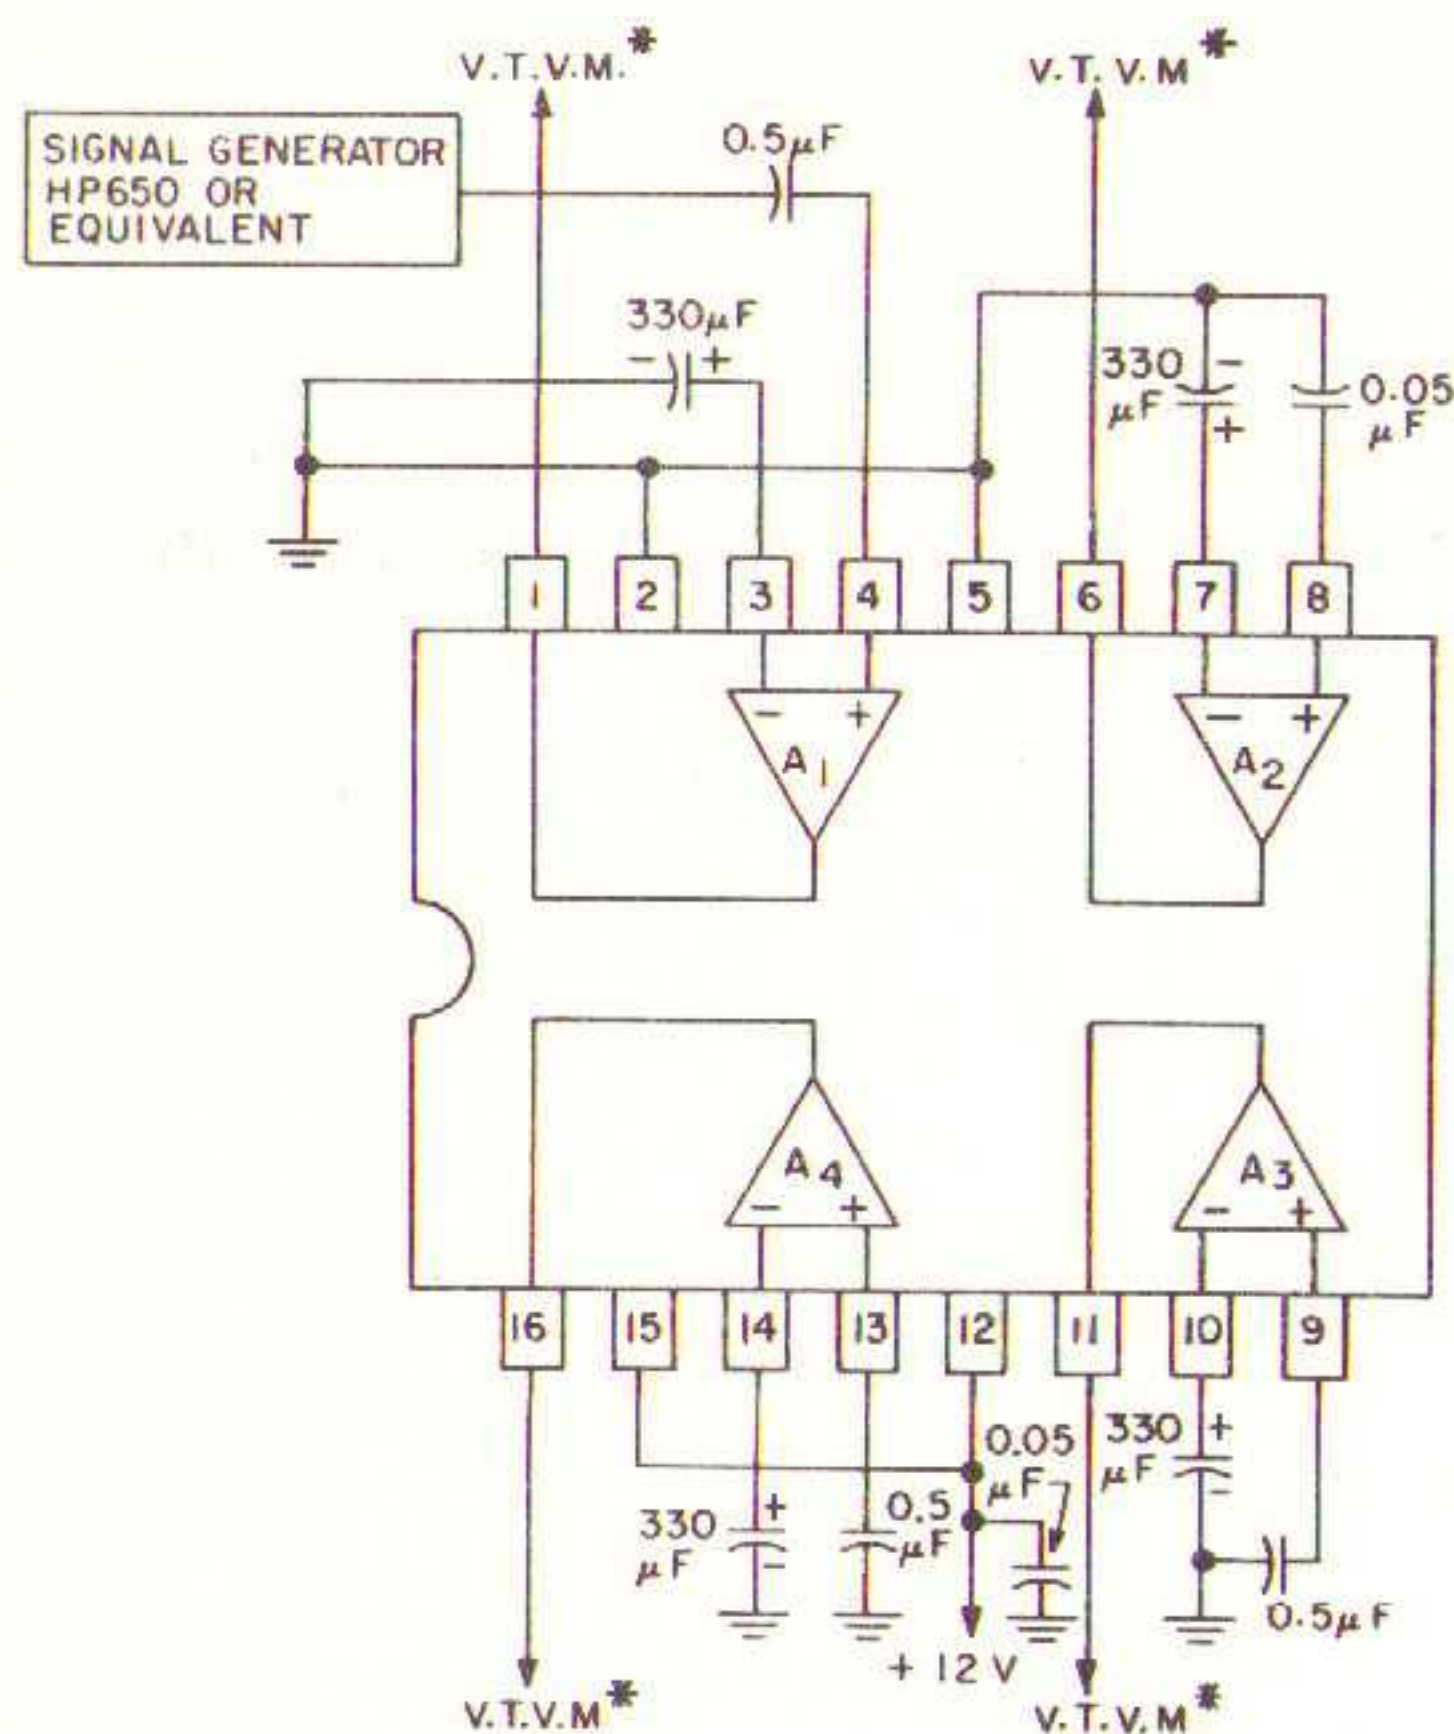 V.T.V.M.*
V.T.V.M*
SIGNAL GENERATOR
HP650 OR
EQUIVALENT
0.5µF
330µF
- +
330
µF
-
+
0.05
µF
1 2 3 4 5 6 7 8
- +
A1
- +
A2
A4
- +
A3
- +
16 15 14 13 12 11 10 9
330
µF
+
-
0.5
µF
0.05
µF
330
µF
+
-
0.5µF
+12V
V.T.V.M*
V.T.V.M*